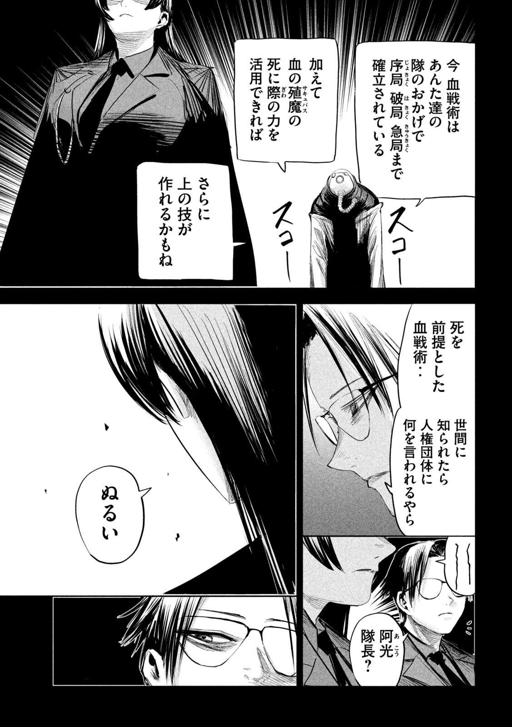 今 血戦術は
あんた達の
隊のおかげで
序局 破局 急局まで
確立されている
加えて
血の殖魔の
死に際の力を
活用できれば
さらに
上の技が
作れるかもね
スコー
スコー
死を
前提とした
血戦術‥
世間に
知られたら
人権団体に
何を言われるやら
阿光
隊長?
ぬるい